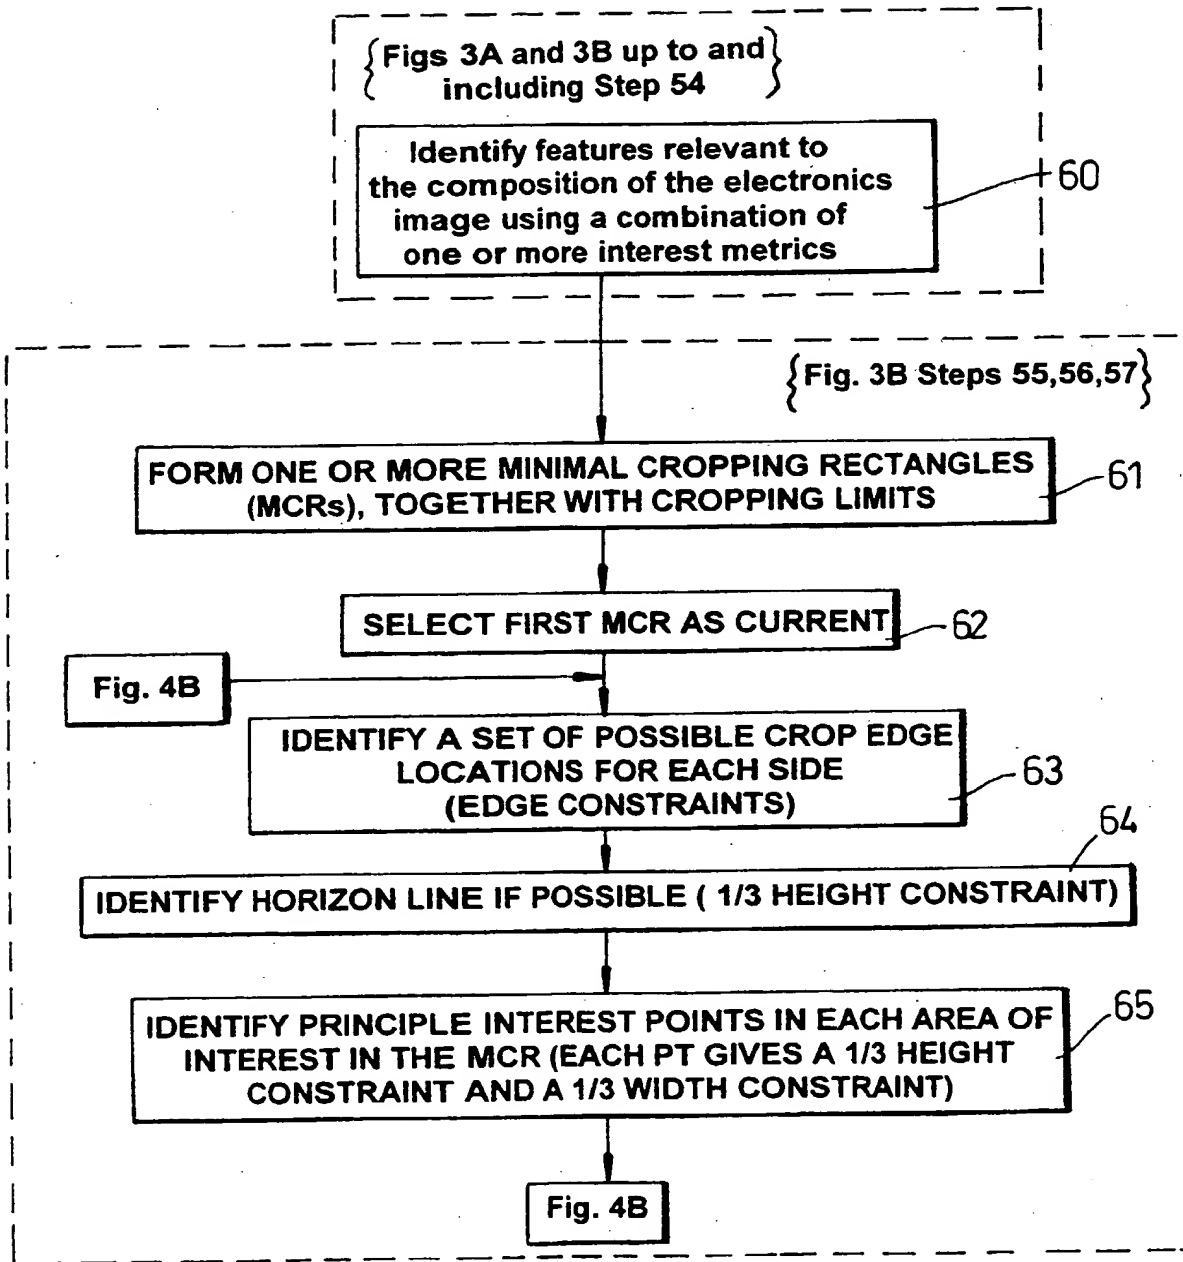 {Figs 3A and 3B up to and
including Step 54}
Identify features relevant to
the composition of the electronics
image using a combination of
one or more interest metrics
60
{Fig. 3B Steps 55,56,57}
FORM ONE OR MORE MINIMAL CROPPING RECTANGLES
(MCRs), TOGETHER WITH CROPPING LIMITS
61
SELECT FIRST MCR AS CURRENT
62
Fig. 4B
IDENTIFY A SET OF POSSIBLE CROP EDGE
LOCATIONS FOR EACH SIDE
(EDGE CONSTRAINTS)
63
64
IDENTIFY HORIZON LINE IF POSSIBLE ( 1/3 HEIGHT CONSTRAINT)
IDENTIFY PRINCIPLE INTEREST POINTS IN EACH AREA OF
INTEREST IN THE MCR (EACH PT GIVES A 1/3 HEIGHT
CONSTRAINT AND A 1/3 WIDTH CONSTRAINT)
65
Fig. 4B